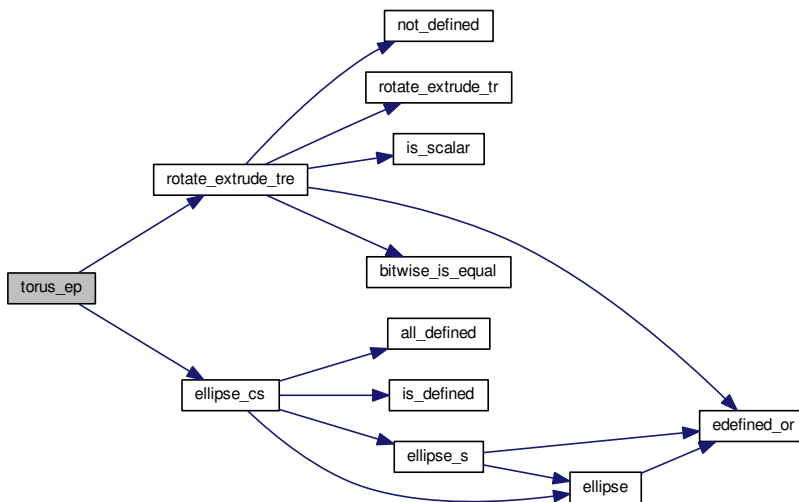 not_defined
rotate_extrude_tr
is_scalar
rotate_extrude_tre
bitwise_is_equal
torus_ep
all_defined
ellipse_cs
is_defined
edefined_or
ellipse_s
ellipse